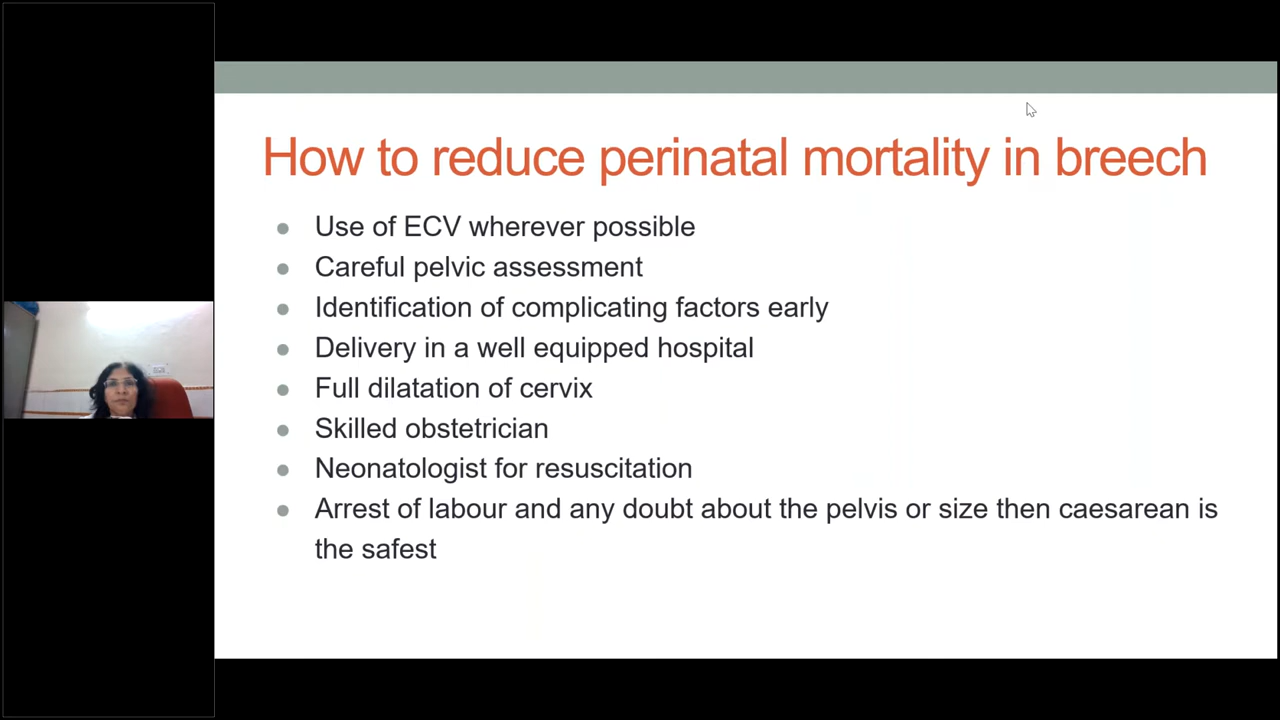 How to reduce perinatal mortality in breech
Use of ECV wherever possible
Careful pelvic assessment
Identification of complicating factors early
Delivery in a well equipped hospital
Full dilatation of cervix
Skilled obstetrician
Neonatologist for resuscitation
Arrest of labour and any doubt about the pelvis or size then caesarean is
the safest